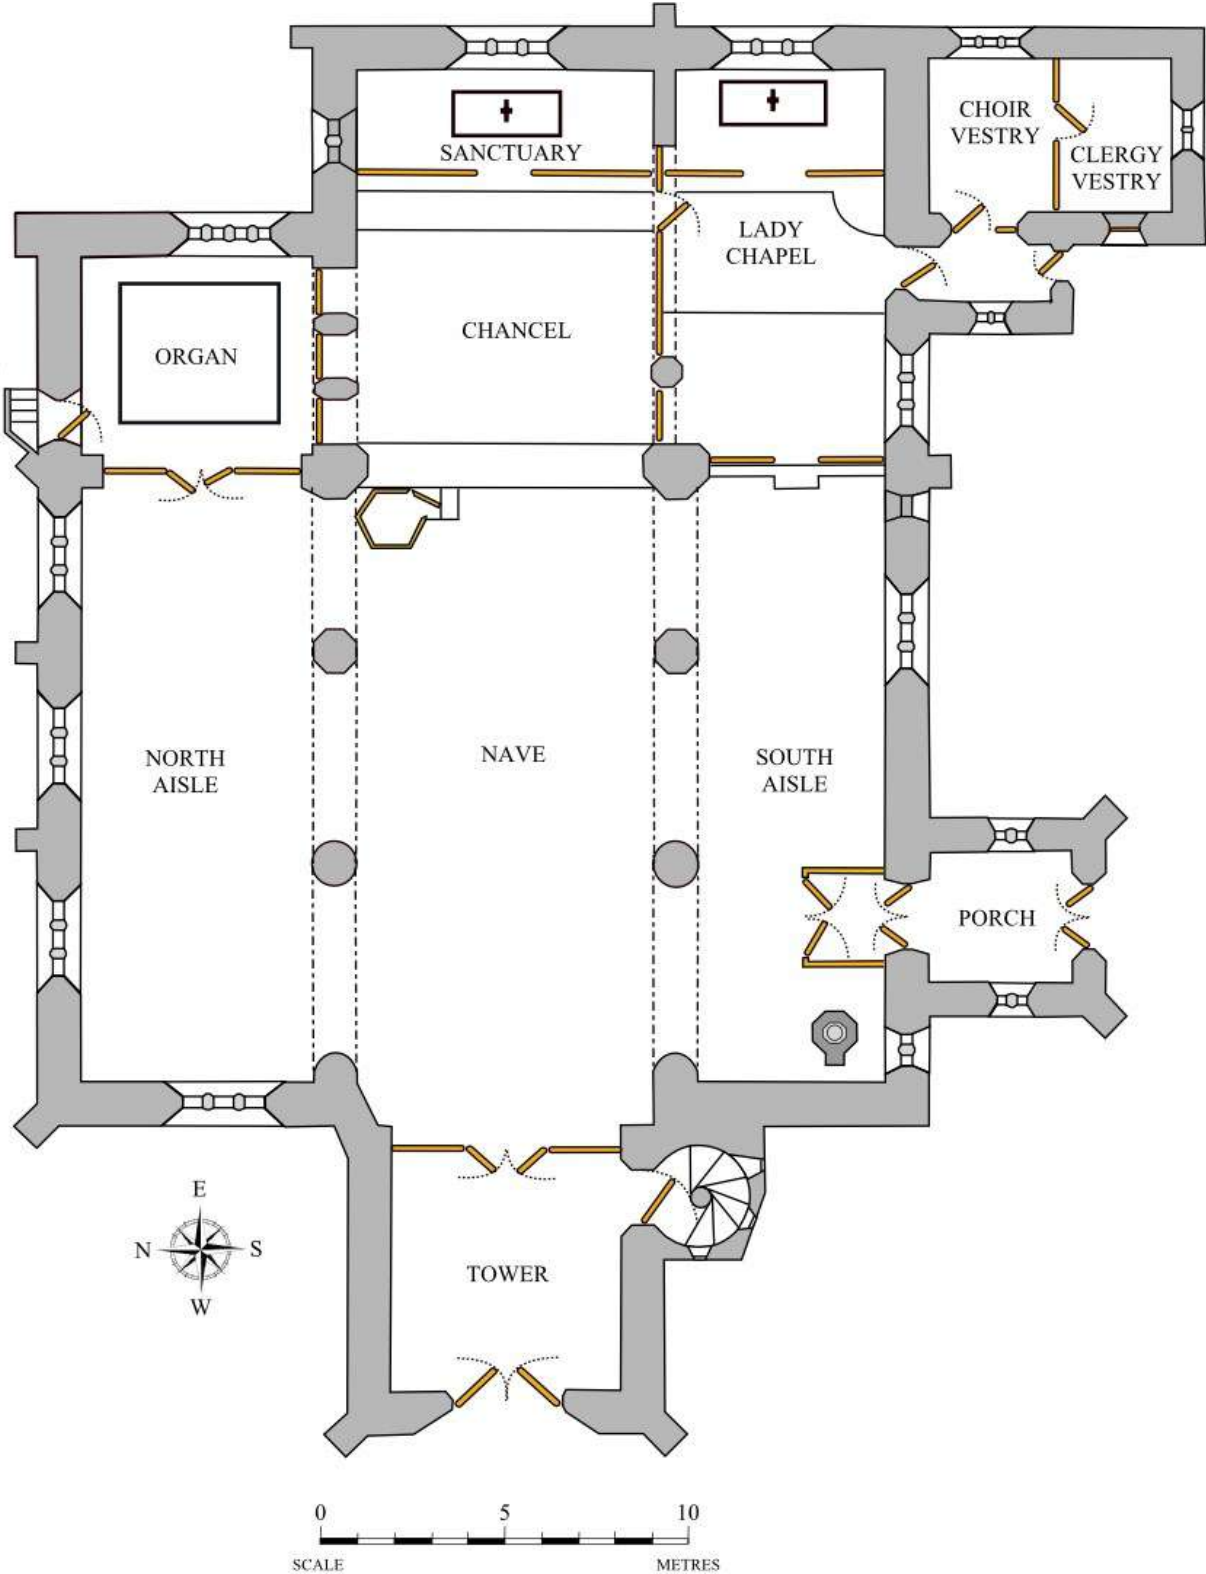 CHOIR
VESTRY
CLERGY
VESTRY
SANCTUARY
LADY
CHAPEL
CHANCEL
ORGAN
NORTH
AISLE
NAVE
SOUTH
AISLE
PORCH
E
N
S
W
TOWER
0 5 10
SCALE METRES